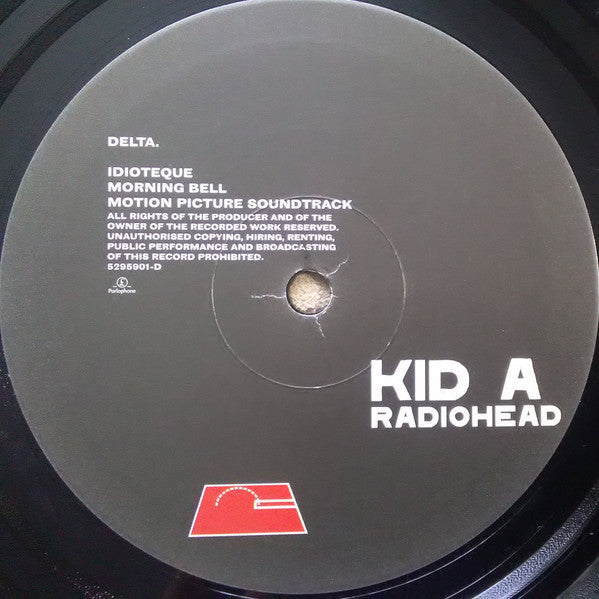 DELTA.
IDIOTEQUE
MORNING BELL
MOTION PICTURE SOUNDTRACK
ALL RIGHTS OF THE PRODUCER AND OF THE
OWNER OF THE RECORDED WORK RESERVED.
UNAUTHORISED COPYING, HIRING, RENTING,
PUBLIC PERFORMANCE AND BROADCASTING
OF THIS RECORD PROHIBITED.
5295901-D
£
Parlophone
KID A
RADIOHEAD